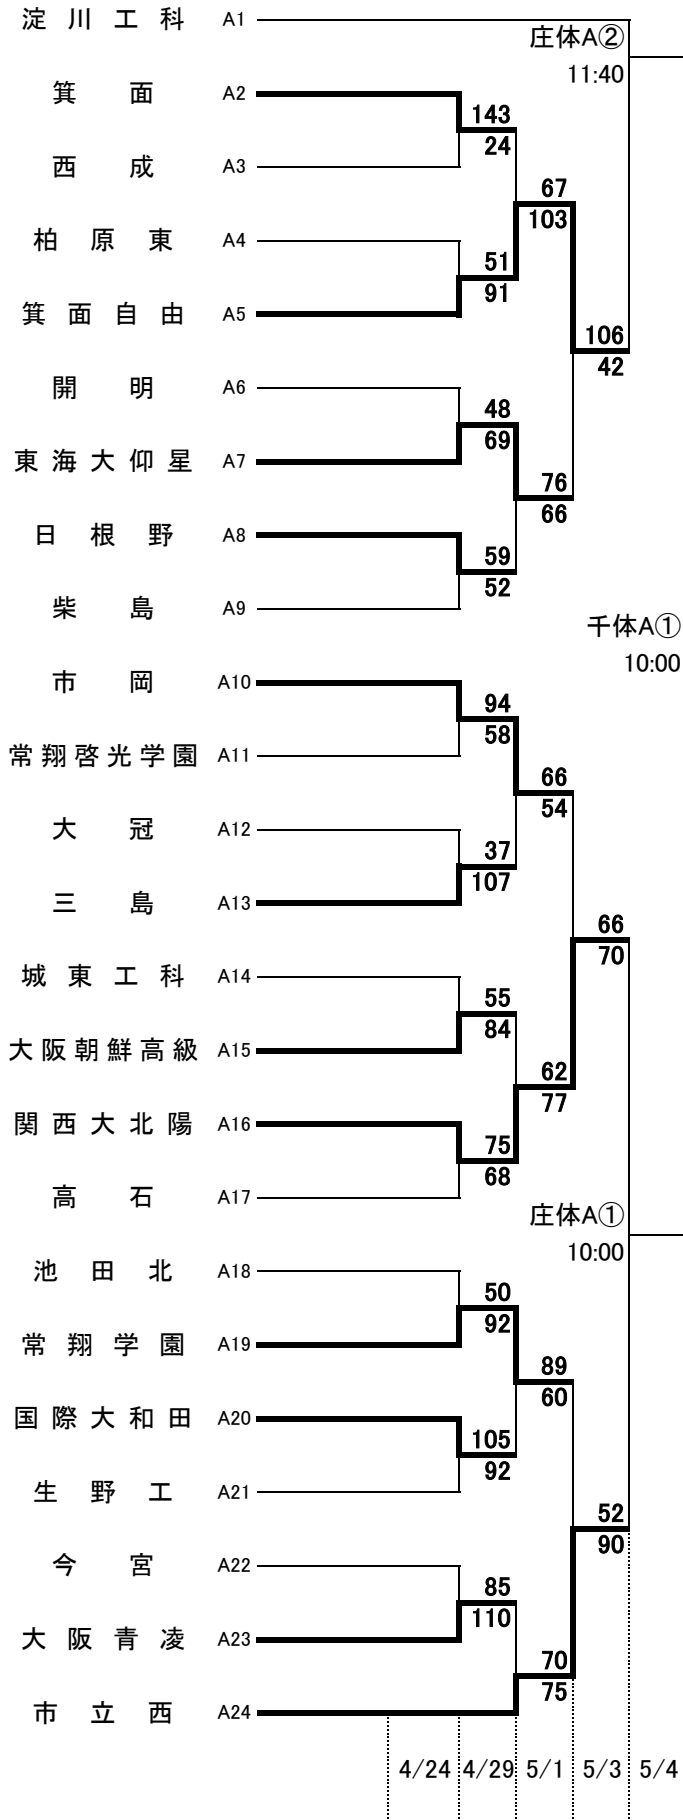 淀川工科 A1
庄体A②
11:40
箕面 A2
143
24
西成 A3
67
103
柏原東 A4
51
91
箕面自由 A5
106
42
開明 A6
48
69
東海大仰星 A7
76
66
日根野 A8
59
52
柴島 A9
千体A①
10:00
市岡 A10
94
58
常翔啓光学園 A11
66
54
大冠 A12
37
107
三島 A13
66
70
城東工科 A14
55
84
大阪朝鮮高級 A15
62
77
関西大北陽 A16
75
68
高石 A17
庄体A①
10:00
池田北 A18
50
92
常翔学園 A19
89
60
国際大和田 A20
105
92
生野工 A21
52
90
今宮 A22
85
110
大阪青凌 A23
70
75
市立西 A24
4/24 4/29 5/1 5/3 5/4